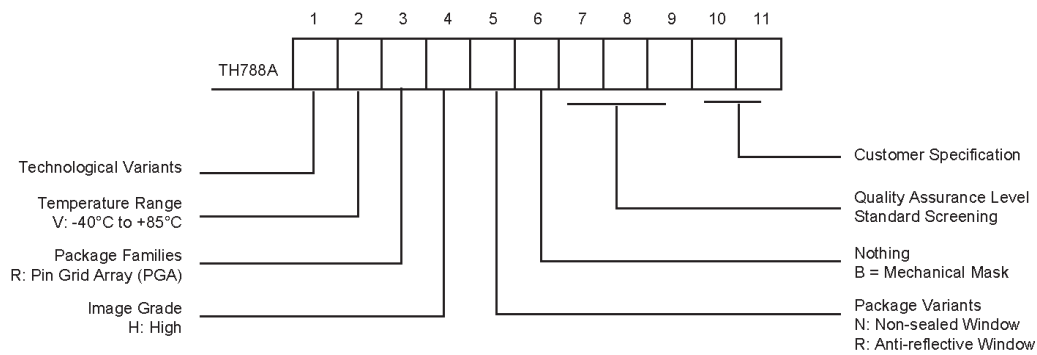 1 2 3 4 5 6 7 8 9 10 11
TH788A
Technological Variants
Temperature Range
V: -40°C to +85°C
Package Families
R: Pin Grid Array (PGA)
Image Grade
H: High
Customer Specification
Quality Assurance Level
Standard Screening
Nothing
B = Mechanical Mask
Package Variants
N: Non-sealed Window
R: Anti-reflective Window